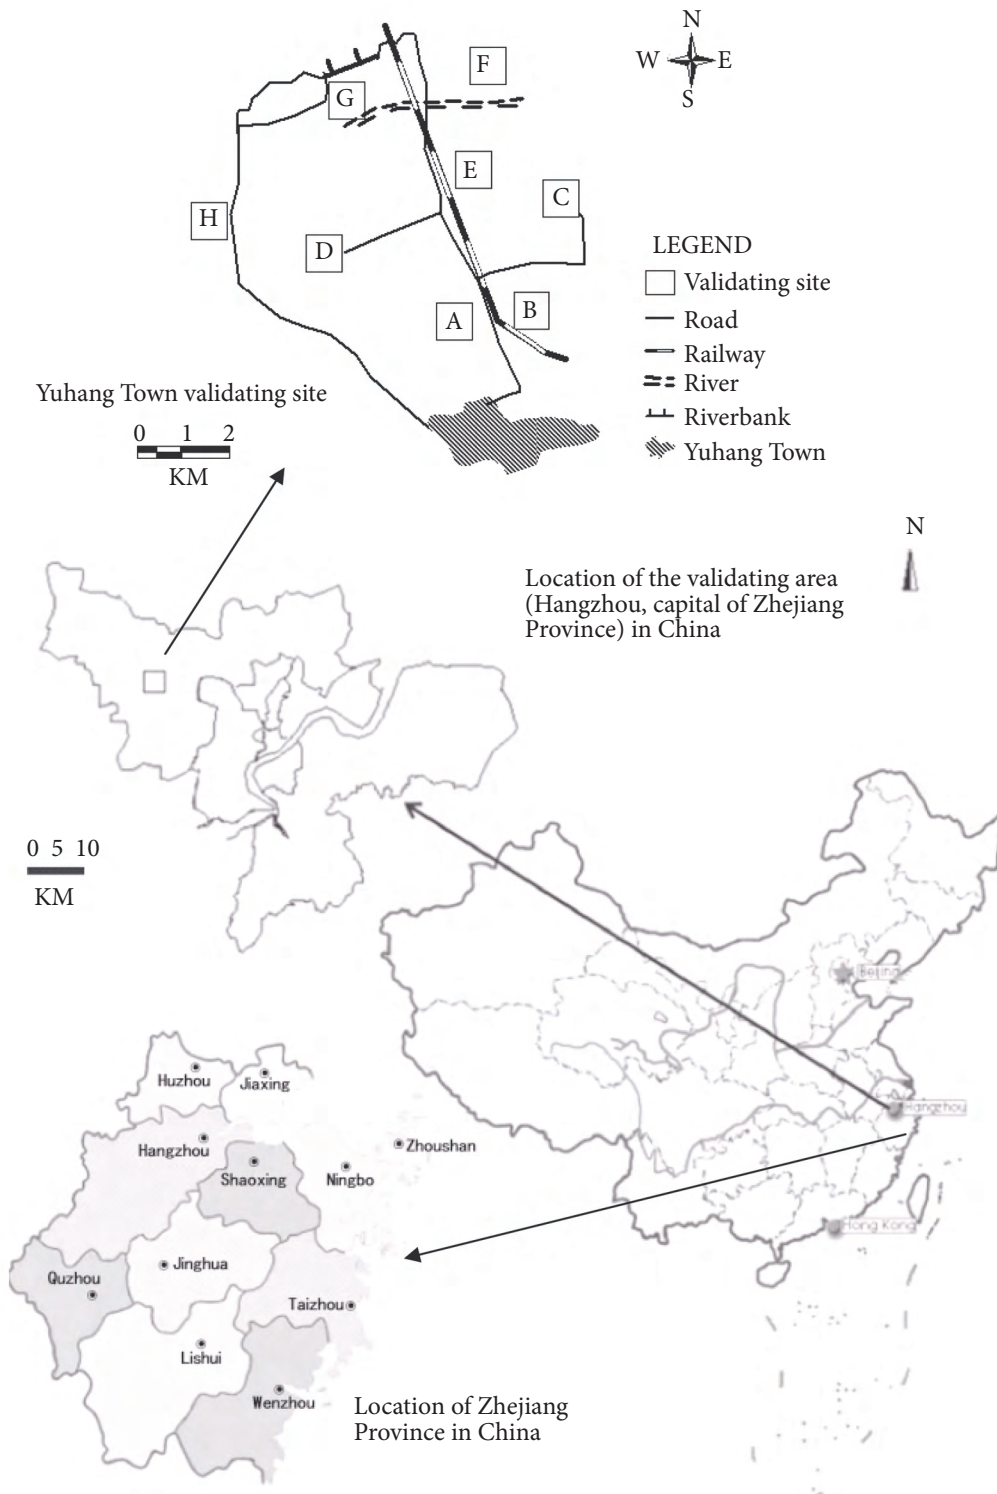 N
W E
S
F
G
E
C
H
D
A
B
LEGEND
Validating site
Road
Railway
River
Riverbank
Yuhang Town
Yuhang Town validating site
0 1 2
KM
N
Location of the validating area
(Hangzhou, capital of Zhejiang
Province) in China
0 5 10
KM
Beijing
Hangzhou
Hong Kong
Huzhou
Jiaxing
Hangzhou
Zhoushan
Shaoxing
Ningbo
Jinghua
Quzhou
Taizhou
Lishui
Wenzhou
Location of Zhejiang
Province in China